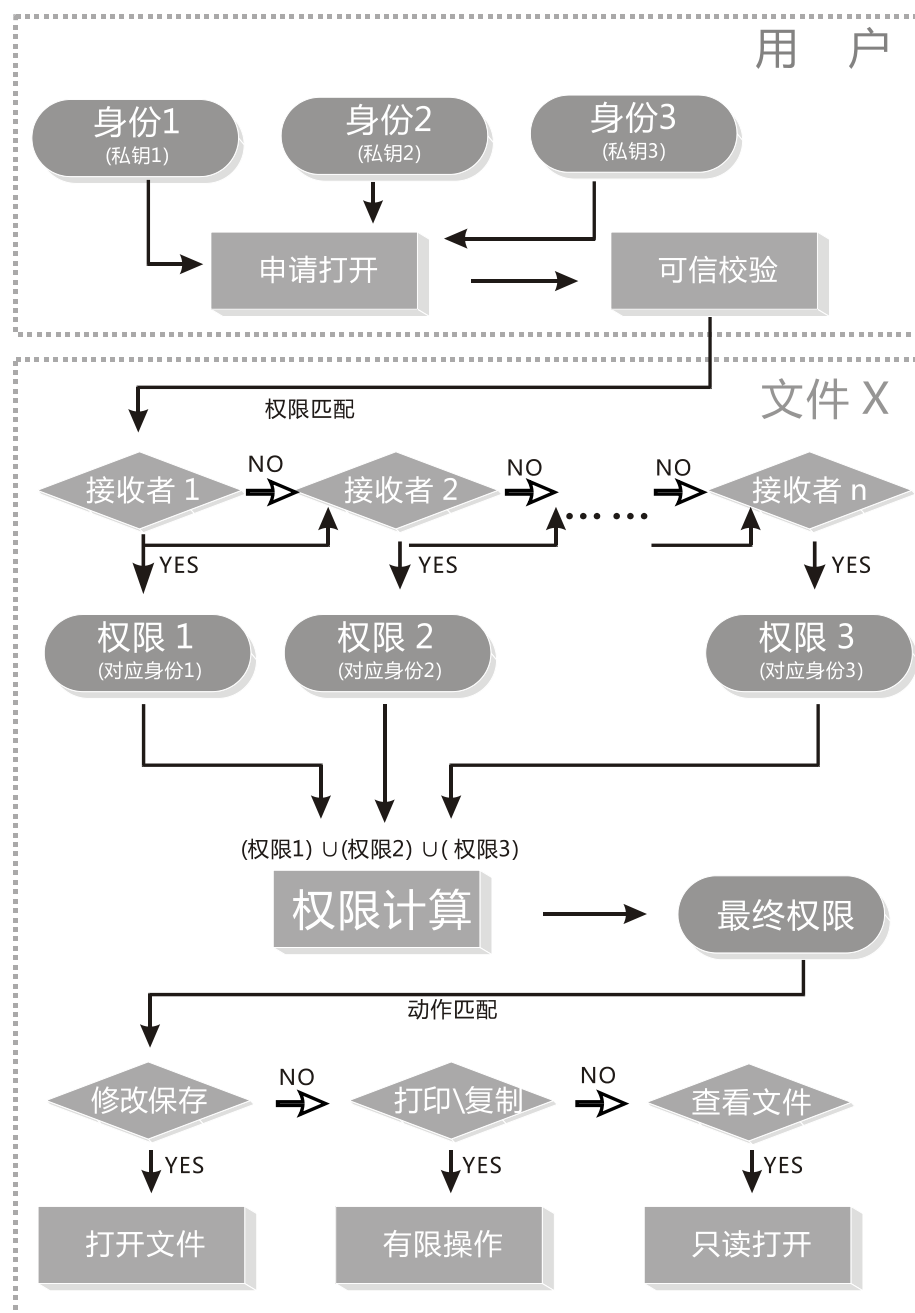 用 户
身份1
(私钥1)
身份2
(私钥2)
身份3
(私钥3)
申请打开
可信校验
文件 X
权限匹配
接收者 1
NO
接收者 2
NO
……
NO
接收者 n
YES
YES
YES
权限 1
(对应身份1)
权限 2
(对应身份2)
权限 3
(对应身份3)
(权限1) ∪(权限2) ∪( 权限3)
权限计算
最终权限
动作匹配
修改保存
NO
打印\复制
NO
查看文件
YES
YES
YES
打开文件
有限操作
只读打开